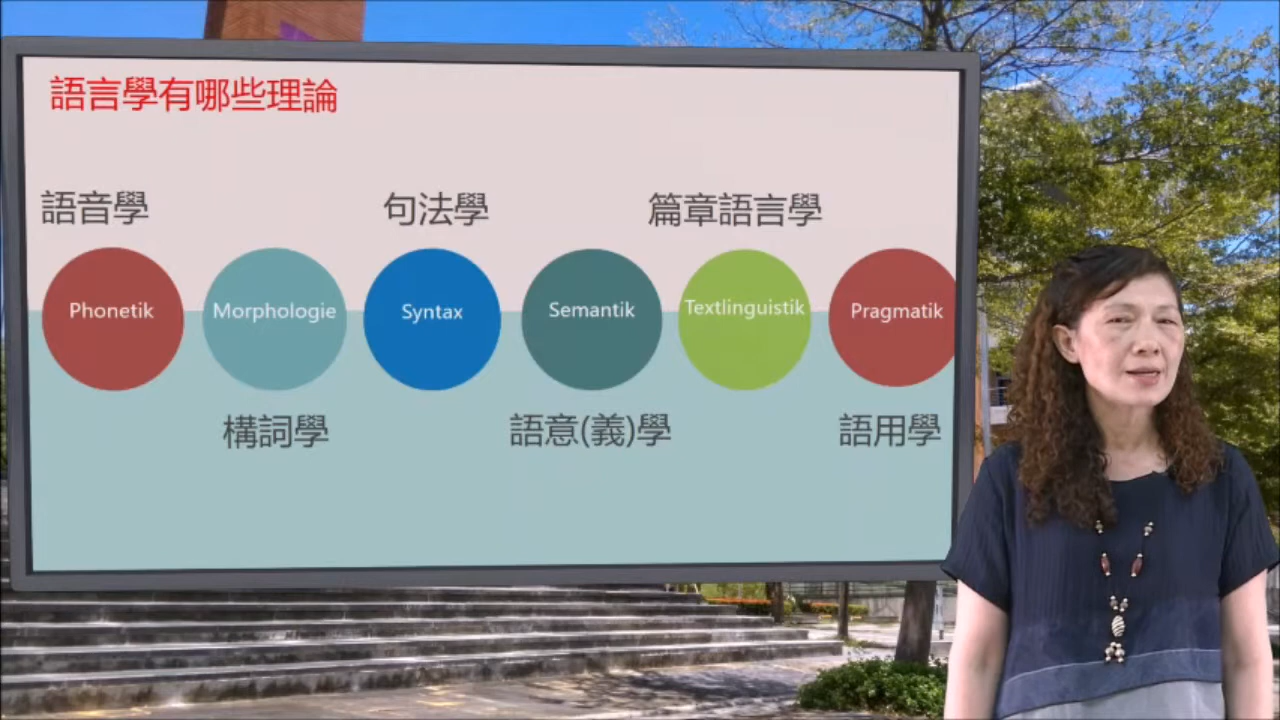 語言學有哪些理論
語音學
句法學
篇章語言學
Phonetik
Morphologie
Syntax
Semantik
Textlinguistik
Pragmatik
構詞學
語意(義)學
語用學